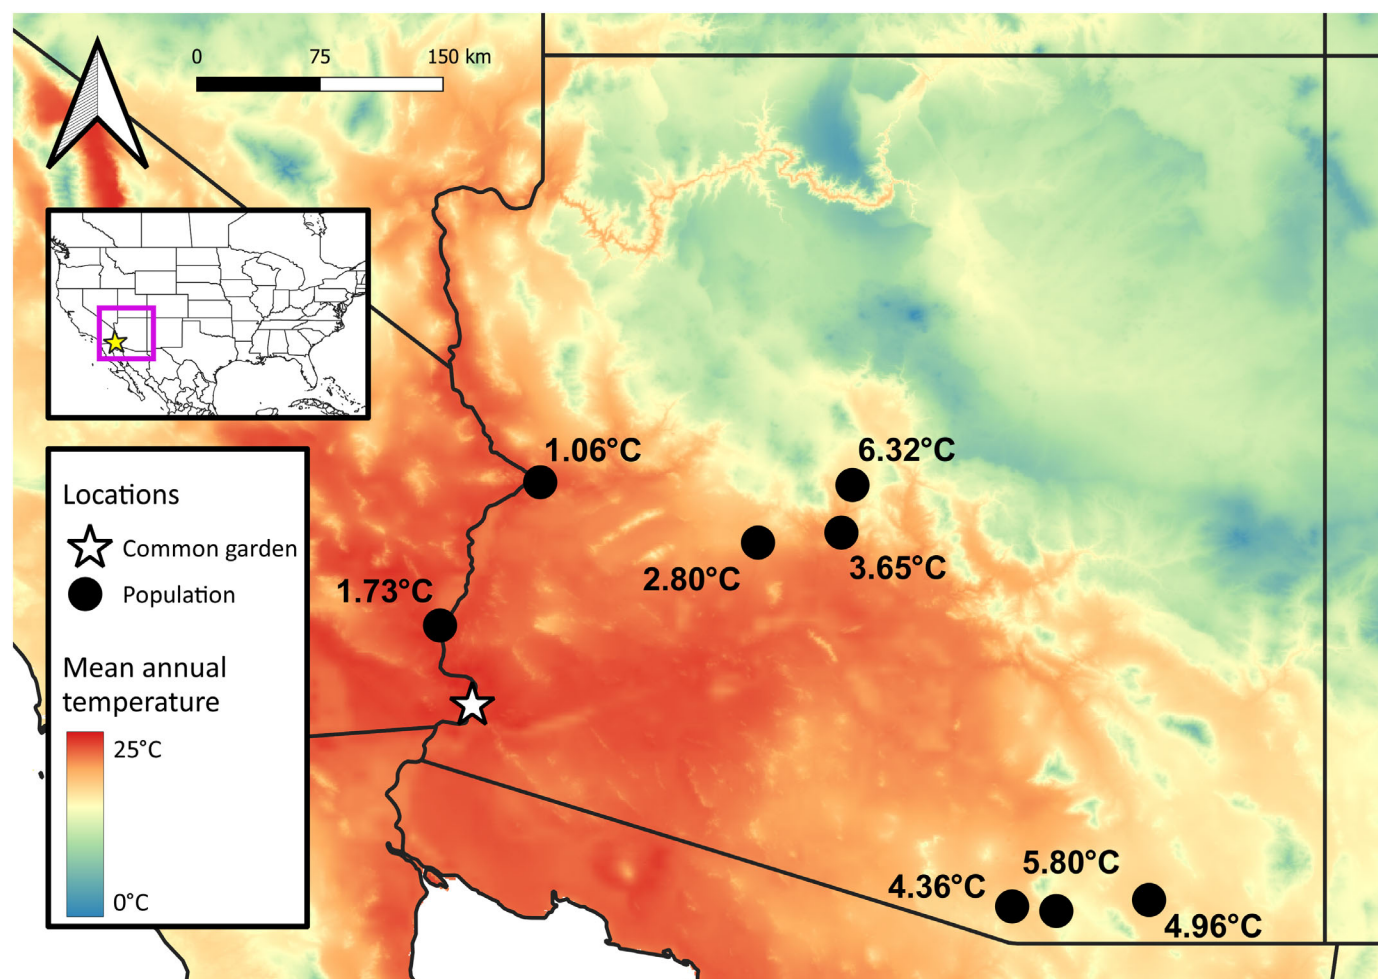 0 75 150 km
1.06°C
6.32°C
2.80°C
3.65°C
1.73°C
Locations
Common garden
Population
Mean annual
temperature
25°C
0°C
5.80°C
4.36°C
4.96°C